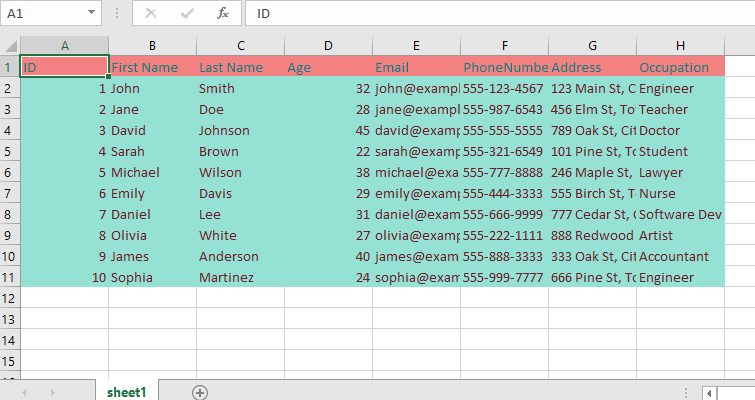 A1 fx ID
A B C D E F G H
1 ID First Name Last Name Age Email PhoneNumbe Address Occupation
2 1 John Smith 32 john@exampl 555-123-4567 123 Main St, C Engineer
3 2 Jane Doe 28 jane@exampl 555-987-6543 456 Elm St, To Teacher
4 3 David Johnson 45 david@examp 555-555-5555 789 Oak St, Cit Doctor
5 4 Sarah Brown 22 sarah@examp 555-321-6549 101 Pine St, To Student
6 5 Michael Wilson 38 michael@exa 555-777-8888 246 Maple St, Lawyer
7 6 Emily Davis 29 emily@examp 555-444-3333 555 Birch St, T Nurse
8 7 Daniel Lee 31 daniel@exam 555-666-9999 777 Cedar St, Software Dev
9 8 Olivia White 27 olivia@examp 555-222-1111 888 Redwood Artist
10 9 James Anderson 40 james@exam 555-888-3333 333 Oak St, Cit Accountant
11 10 Sophia Martinez 24 sophia@exam 555-999-7777 666 Pine St, To Engineer
12
13
14
15
sheet1